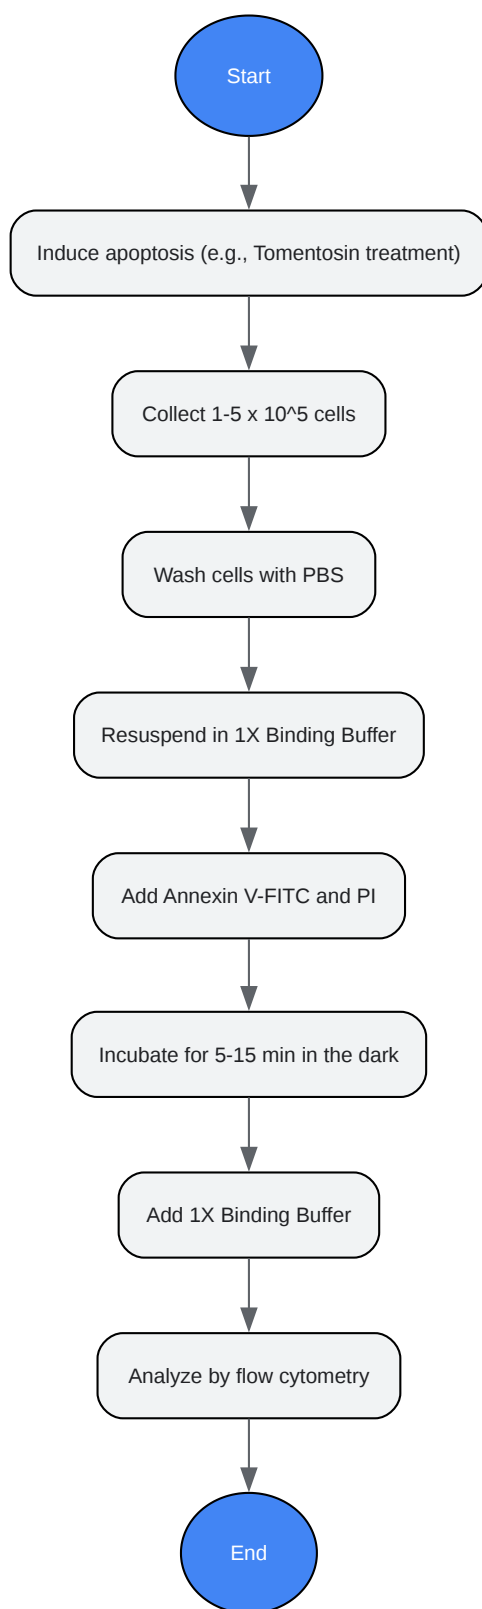 Start
Induce apoptosis (e.g., Tomentosin treatment)
Collect 1-5 x 10^5 cells
Wash cells with PBS
Resuspend in 1X Binding Buffer
Add Annexin V-FITC and PI
Incubate for 5-15 min in the dark
Add 1X Binding Buffer
Analyze by flow cytometry
End